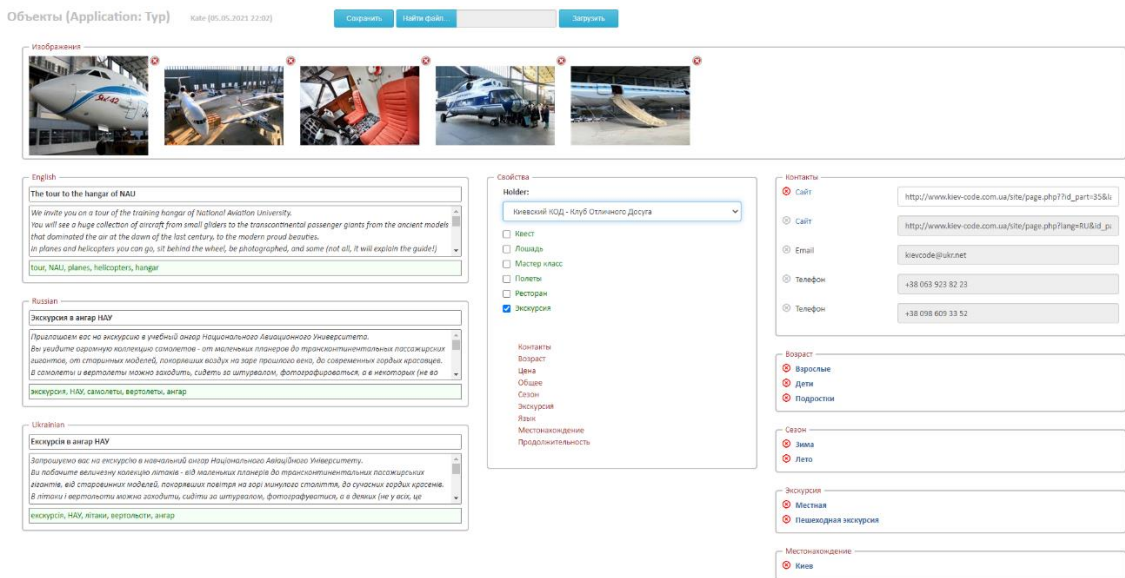 Объекты (Application: Typ) Kate (05.05.2021 22:02) Сохранить Найти файл... Загрузить
Изображения
English
The tour to the hangar of NAU
We invite you on a tour of the training hangar of National Aviation University.
You will see a huge collection of aircraft from small gliders to the transcontinental passenger giants from the ancient models
that dominated the air at the dawn of the last century, to the modern proud beauties.
In planes and helicopters you can go, sit behind the wheel, be photographed, and some (not all, it will explain the guide!)
tour, NAU, planes, helicopters, hangar
Russian
Экскурсия в ангар НАУ
Приглашаем вас на экскурсию в учебный ангар Национального Авиационного Университета.
Вы увидите огромную коллекцию самолетов - от маленьких планеров до трансконтинентальных пассажирских
гигантов, от старинных моделей, покорявших воздух на заре прошлого века, до современных гордых красавцев.
В самолеты и вертолеты можно заходить, сидеть за штурвалом, фотографироваться, а в некоторых (не во
экскурсия, НАУ, самолеты, вертолеты, ангар
Ukrainian
Екскурсія в ангар НАУ
Запрошуємо вас на екскурсію в навчальний ангар Національного Авіаційного Університету.
Ви побачите величезну колекцію літаків - від маленьких планерів до трансконтинентальних пасажирських
гігантів, від старовинних моделей, покорявших повітря на зорі минулого століття, до сучасних гордих красенів.
В літаки і вертольоти можна заходити, сидіти за штурвалом, фотографуватися, а в деяких (не у всіх, це
екскурсія, НАУ, літаки, вертольоти, ангар
Свойства
Holder:
Киевский КОД - Клуб Отличного Досуга
Квест
Лошадь
Мастер класс
Полеты
Ресторан
Экскурсия
Контакты
Возраст
Цена
Общее
Сезон
Экскурсия
Язык
Местонахождение
Продолжительность
Контакты
Сайт http://www.kiev-code.com.ua/site/page.php??id_part=35&la
Сайт http://www.kiev-code.com.ua/site/page.php?lang=RU&id_pa
Email kievcode@ukr.net
Телефон +38 063 923 82 23
Телефон +38 098 609 33 52
Возраст
Взрослые
Дети
Подростки
Сезон
Зима
Лето
Экскурсия
Местная
Пешеходная экскурсия
Местонахождение
Киев